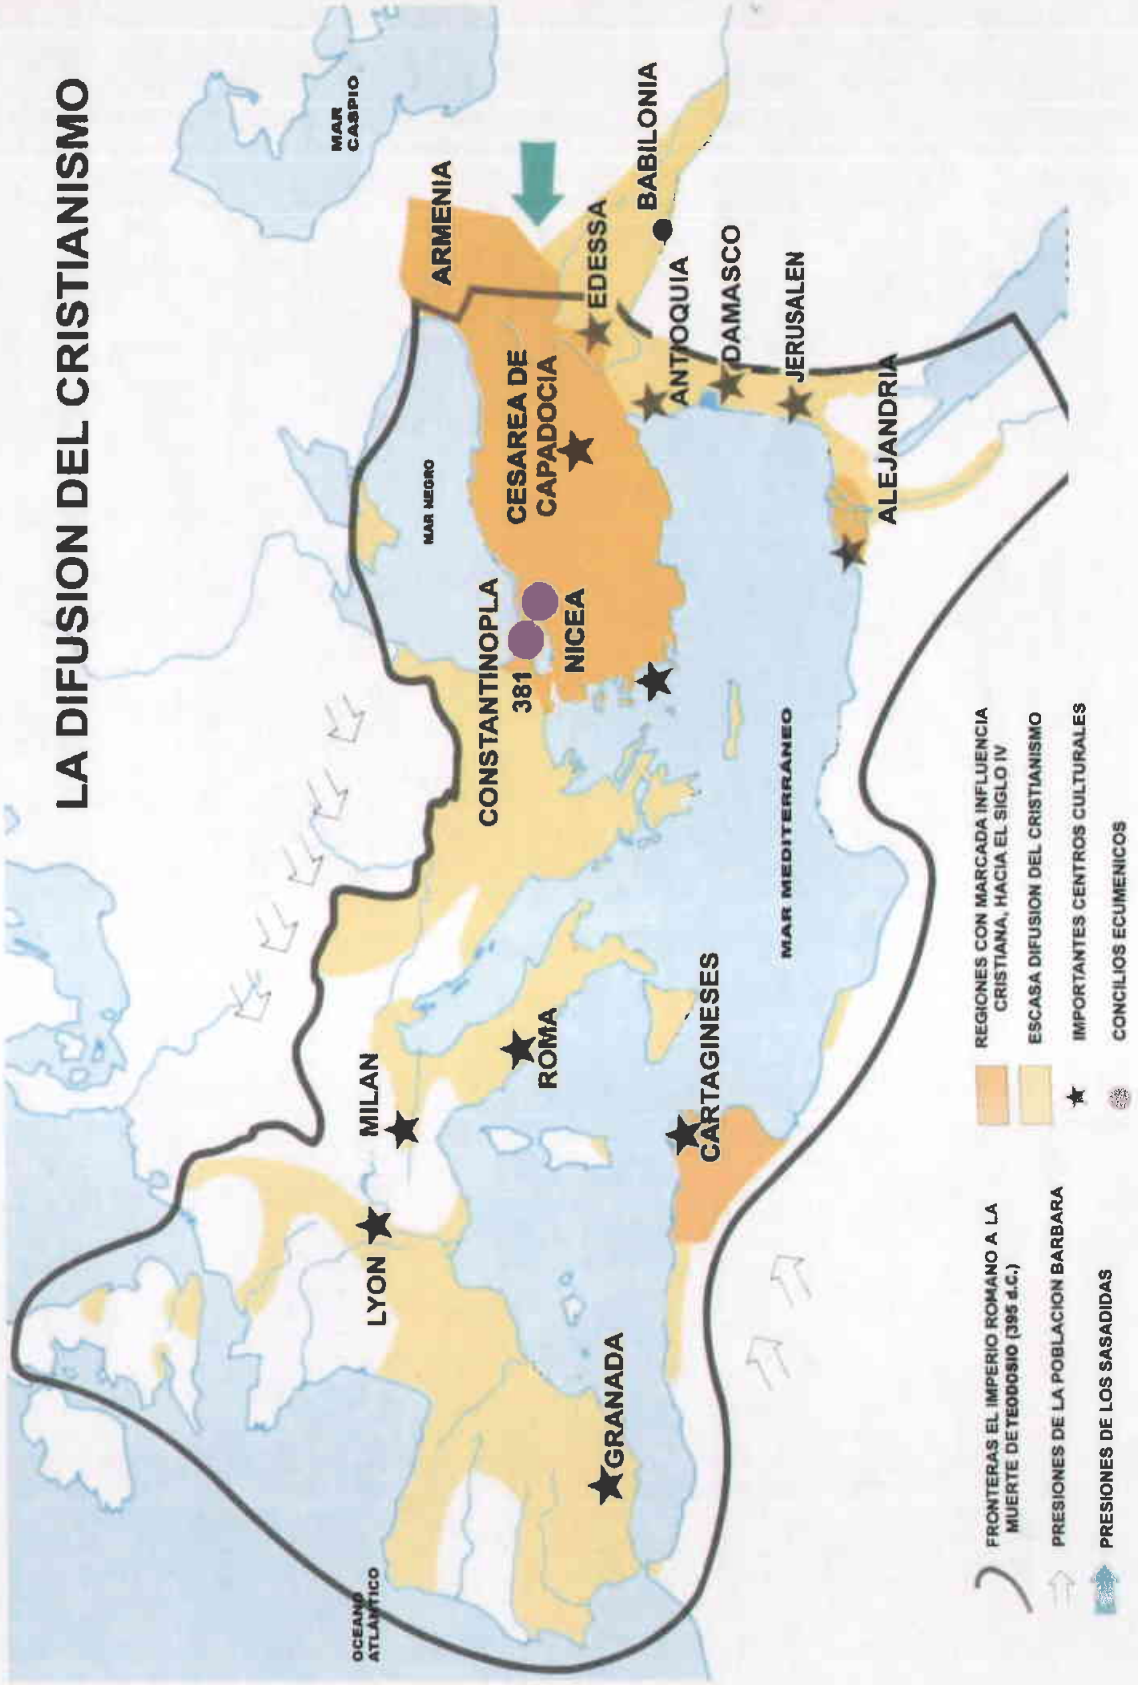 LA DIFUSION DEL CRISTIANISMO
MAR
CASPIO
ARMENIA
MAR NEGRO
CESAREA DE
CAPADOCIA
EDESSA
BABILONIA
ANTIOQUIA
DAMASCO
JERUSALEN
ALEJANDRIA
CONSTANTINOPLA
381
NICEA
MILAN
ROMA
LYON
GRANADA
CARTAGINESES
MAR MEDITERRÁNEO
OCEANO
ATLÁNTICO
FRONTERAS EL IMPERIO ROMANO A LA
MUERTE DE TEODOSIO (395 d.C.)
PRESIONES DE LA POBLACION BARBARA
PRESIONES DE LOS SASADIDAS
REGIONES CON MARCADA INFLUENCIA
CRISTIANA, HACIA EL SIGLO IV
ESCASA DIFUSION DEL CRISTIANISMO
IMPORTANTES CENTROS CULTURALES
CONCILIOS ECUMENICOS